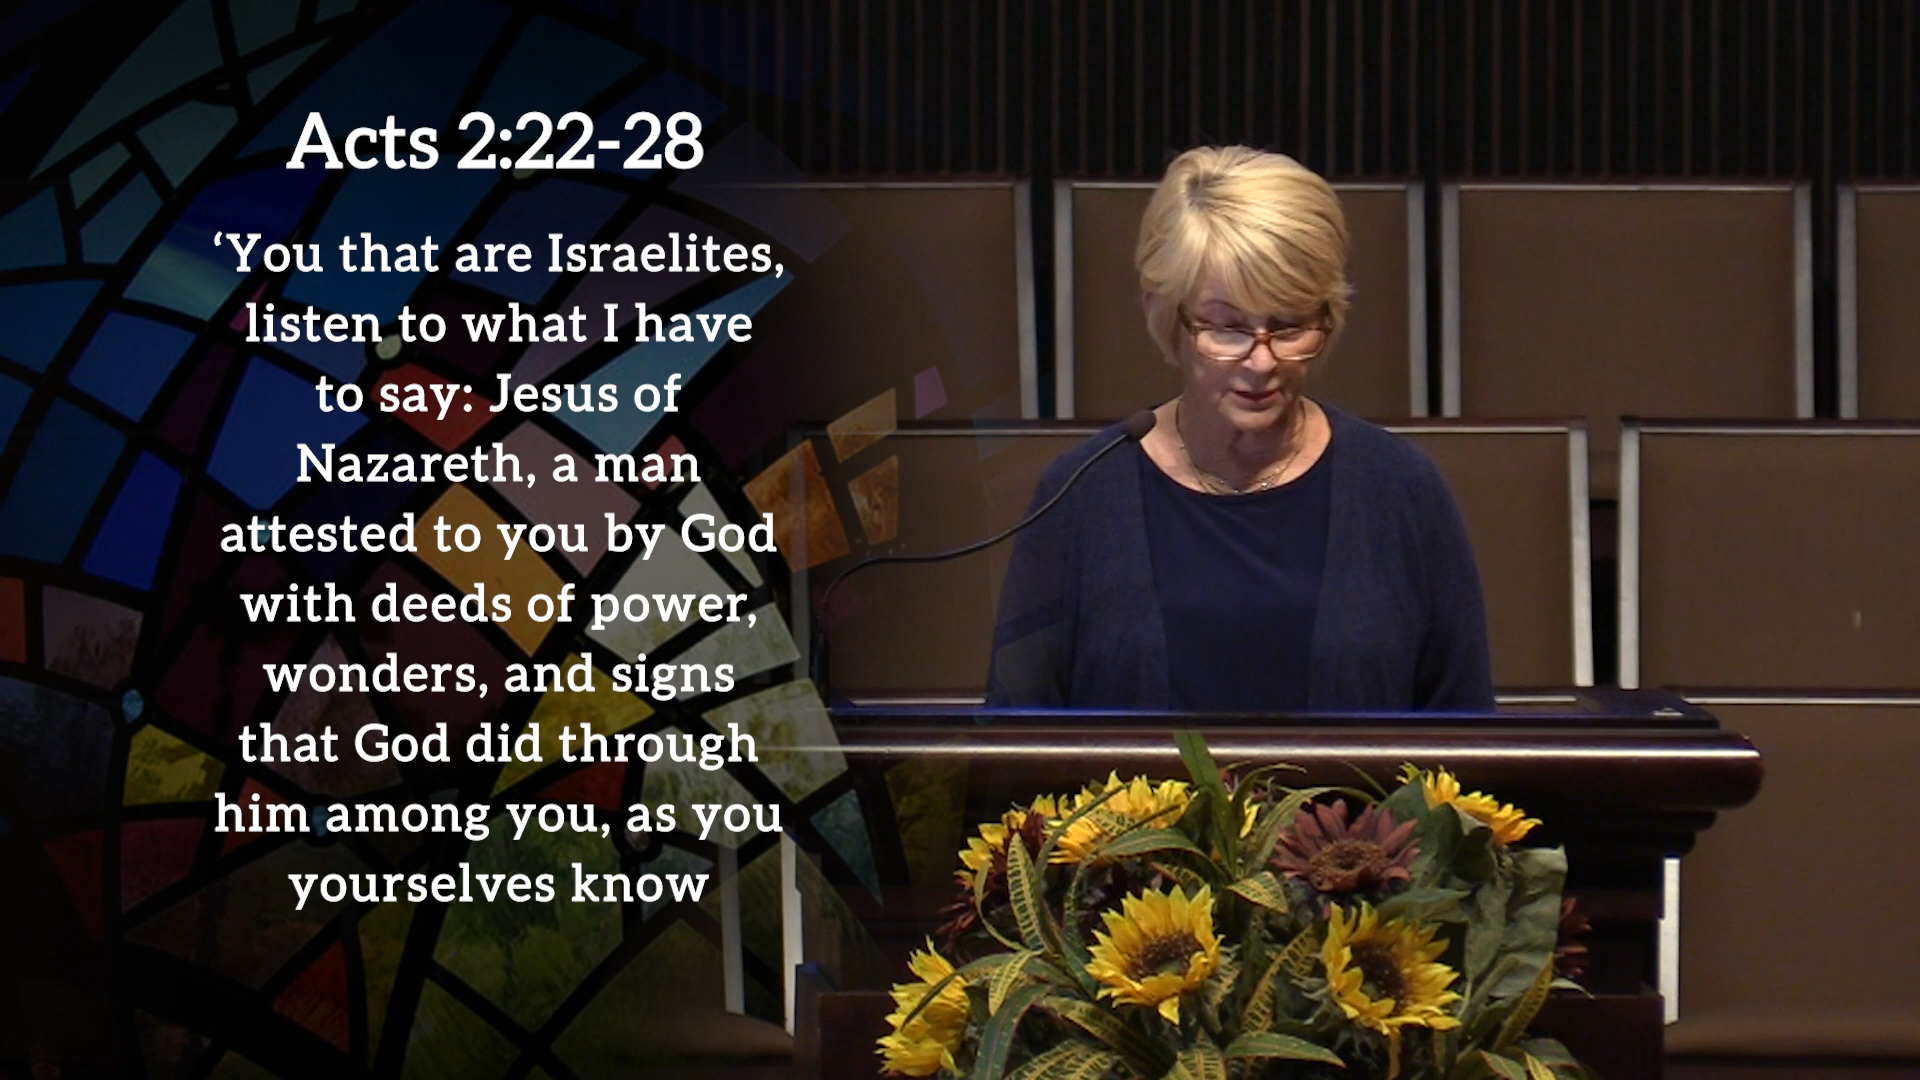 Acts 2:22-28
‘You that are Israelites,
listen to what I have
to say: Jesus of
Nazareth, a man
attested to you by God
with deeds of power,
wonders, and signs
that God did through
him among you, as you
yourselves know